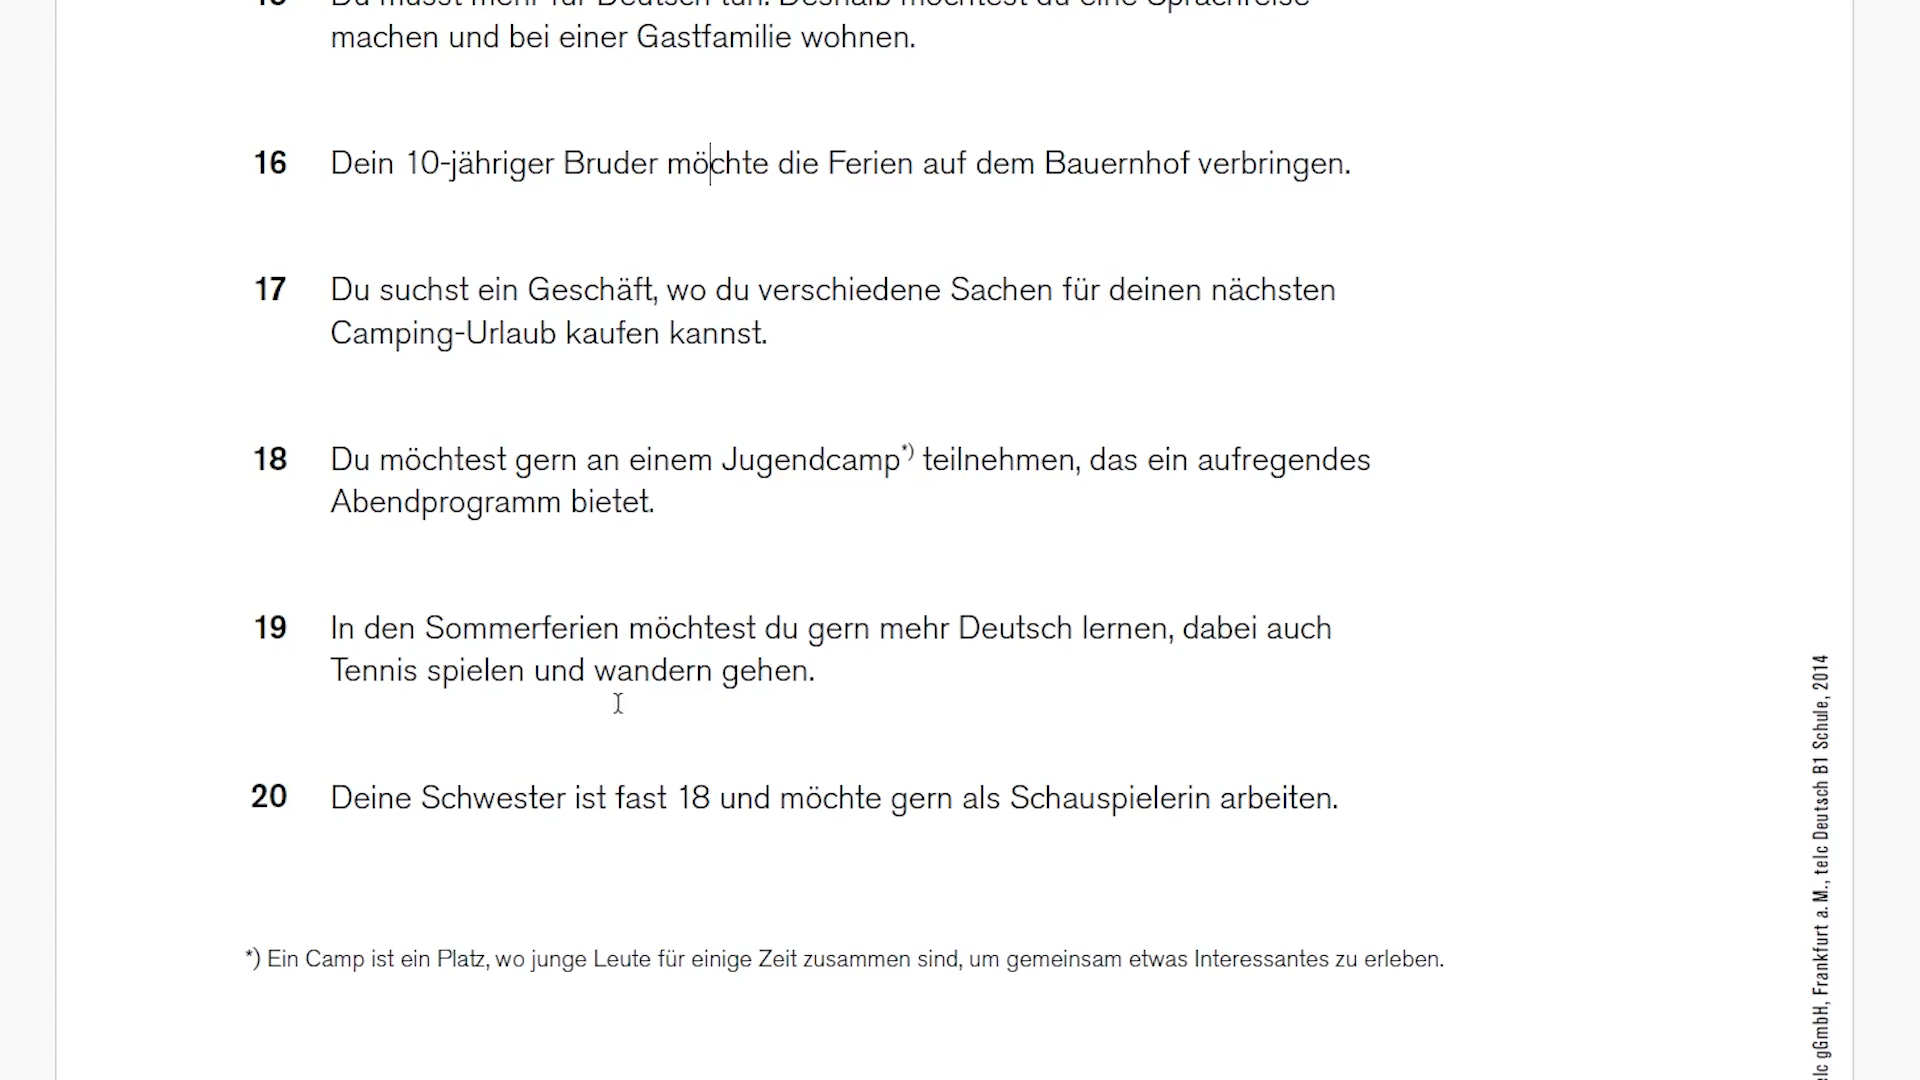 machen und bei einer Gastfamilie wohnen.
16 Dein 10-jähriger Bruder möchte die Ferien auf dem Bauernhof verbringen.
17 Du suchst ein Geschäft, wo du verschiedene Sachen für deinen nächsten
Camping-Urlaub kaufen kannst.
18 Du möchtest gern an einem Jugendcamp*) teilnehmen, das ein aufregendes
Abendprogramm bietet.
19 In den Sommerferien möchtest du gern mehr Deutsch lernen, dabei auch
Tennis spielen und wandern gehen.
20 Deine Schwester ist fast 18 und möchte gern als Schauspielerin arbeiten.
*) Ein Camp ist ein Platz, wo junge Leute für einige Zeit zusammen sind, um gemeinsam etwas Interessantes zu erleben.
gGmbH, Frankfurt a. M., telc Deutsch B1 Schule, 2014